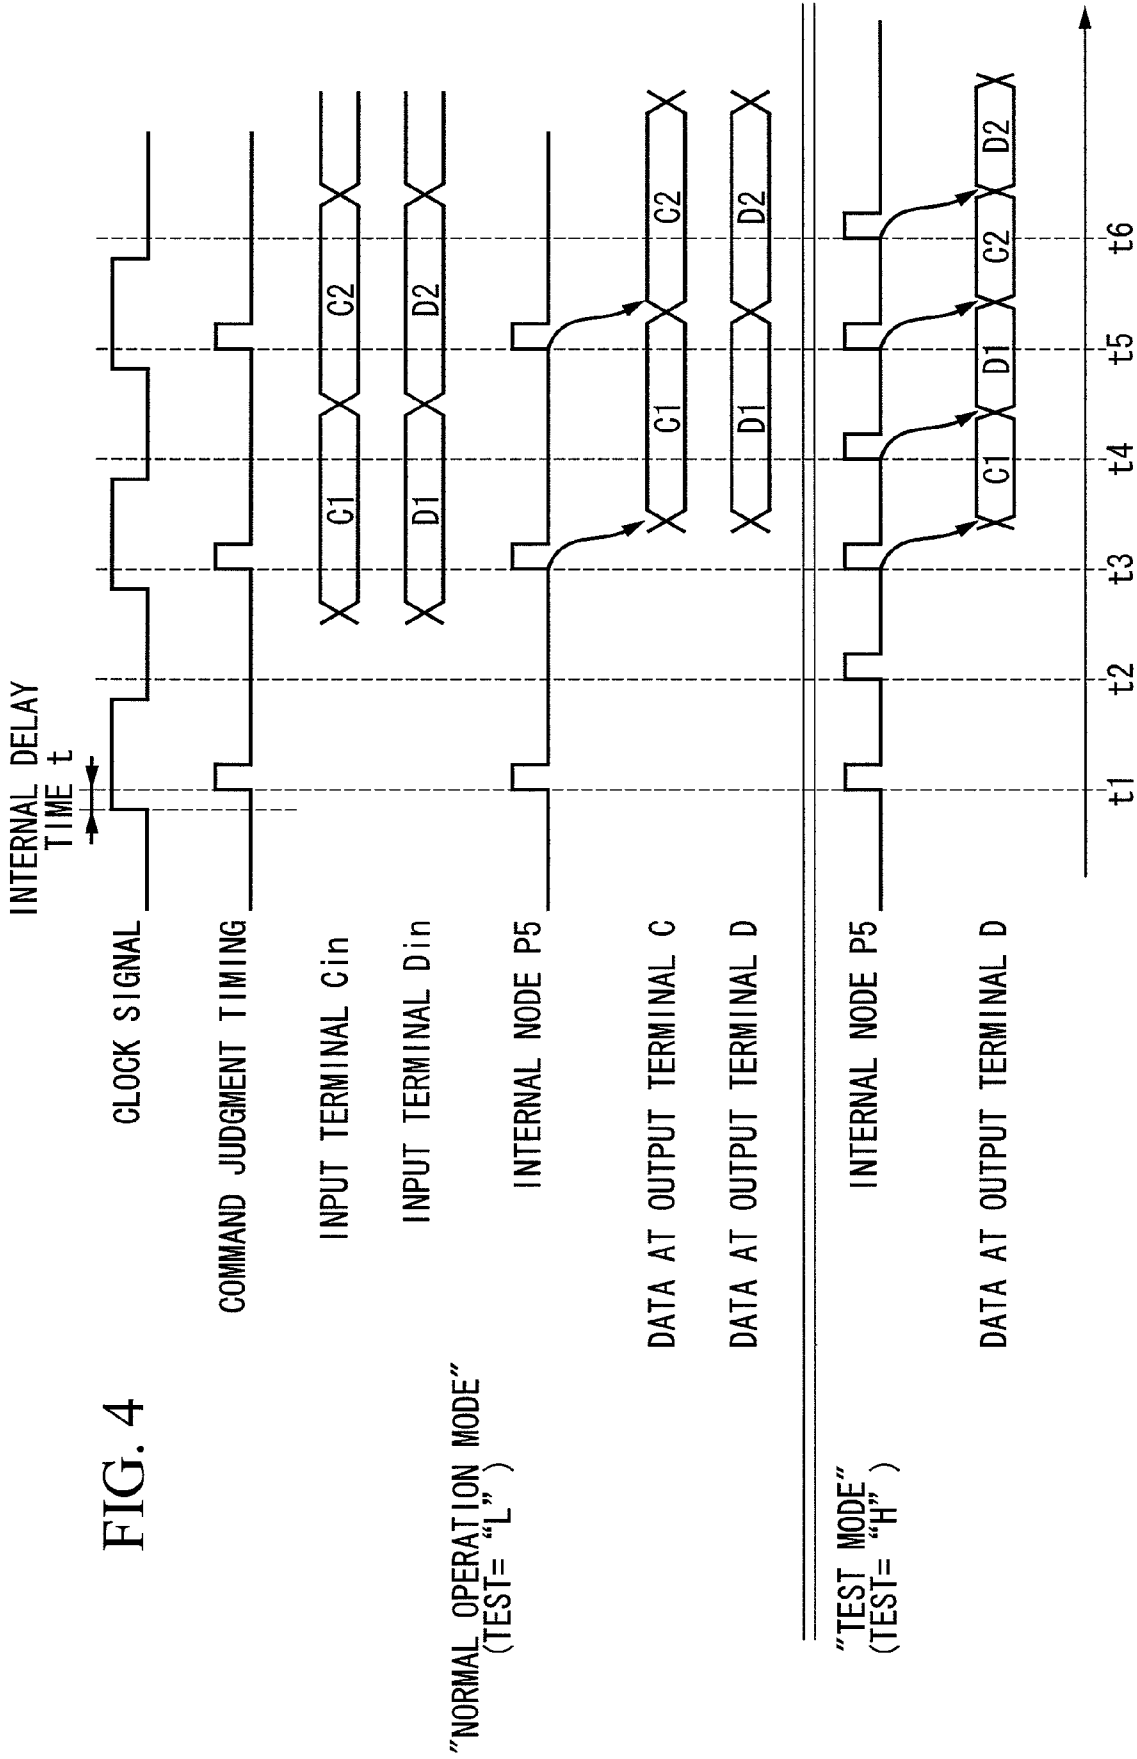 FIG. 4
INTERNAL DELAY
TIME t
CLOCK SIGNAL
COMMAND JUDGMENT TIMING
INPUT TERMINAL Cin
C1 C2
INPUT TERMINAL Din
D1 D2
"NORMAL OPERATION MODE"
(TEST= “L”)
INTERNAL NODE P5
DATA AT OUTPUT TERMINAL C
C1 C2
DATA AT OUTPUT TERMINAL D
D1 D2
"TEST MODE"
(TEST= “H”)
INTERNAL NODE P5
DATA AT OUTPUT TERMINAL D
C1 D1 C2 D2
t1 t2 t3 t4 t5 t6